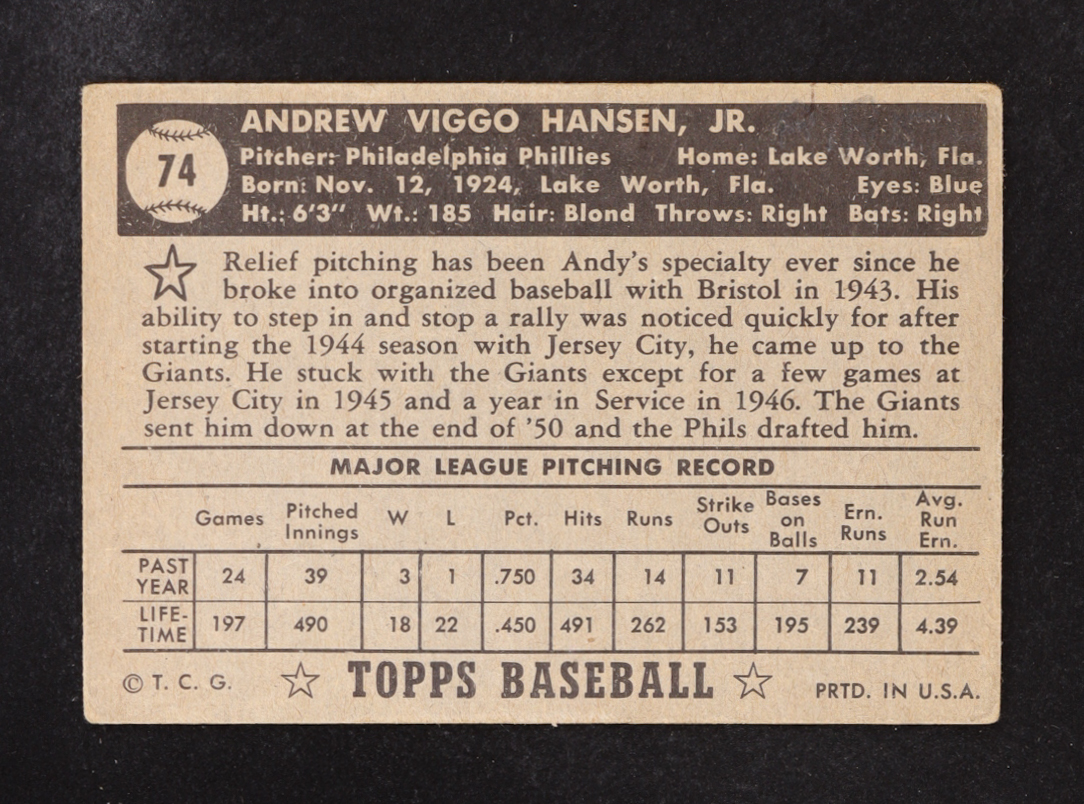 74
ANDREW VIGGO HANSEN, JR.
Pitcher: Philadelphia Phillies Home: Lake Worth, Fla.
Born: Nov. 12, 1924, Lake Worth, Fla. Eyes: Blue
Ht.: 6'3" Wt.: 185 Hair: Blond Throws: Right Bats: Right
Relief pitching has been Andy's specialty ever since he
broke into organized baseball with Bristol in 1943. His
ability to step in and stop a rally was noticed quickly for after
starting the 1944 season with Jersey City, he came up to the
Giants. He stuck with the Giants except for a few games at
Jersey City in 1945 and a year in Service in 1946. The Giants
sent him down at the end of '50 and the Phils drafted him.
MAJOR LEAGUE PITCHING RECORD
Games Pitched Innings W L Pct. Hits Runs Strike Outs Bases on Balls Ern. Runs Avg. Run Ern.
PAST YEAR 24 39 3 1 .750 34 14 11 7 11 2.54
LIFE-TIME 197 490 18 22 .450 491 262 153 195 239 4.39
© T. C. G. TOPPS BASEBALL PRTD. IN U.S.A.